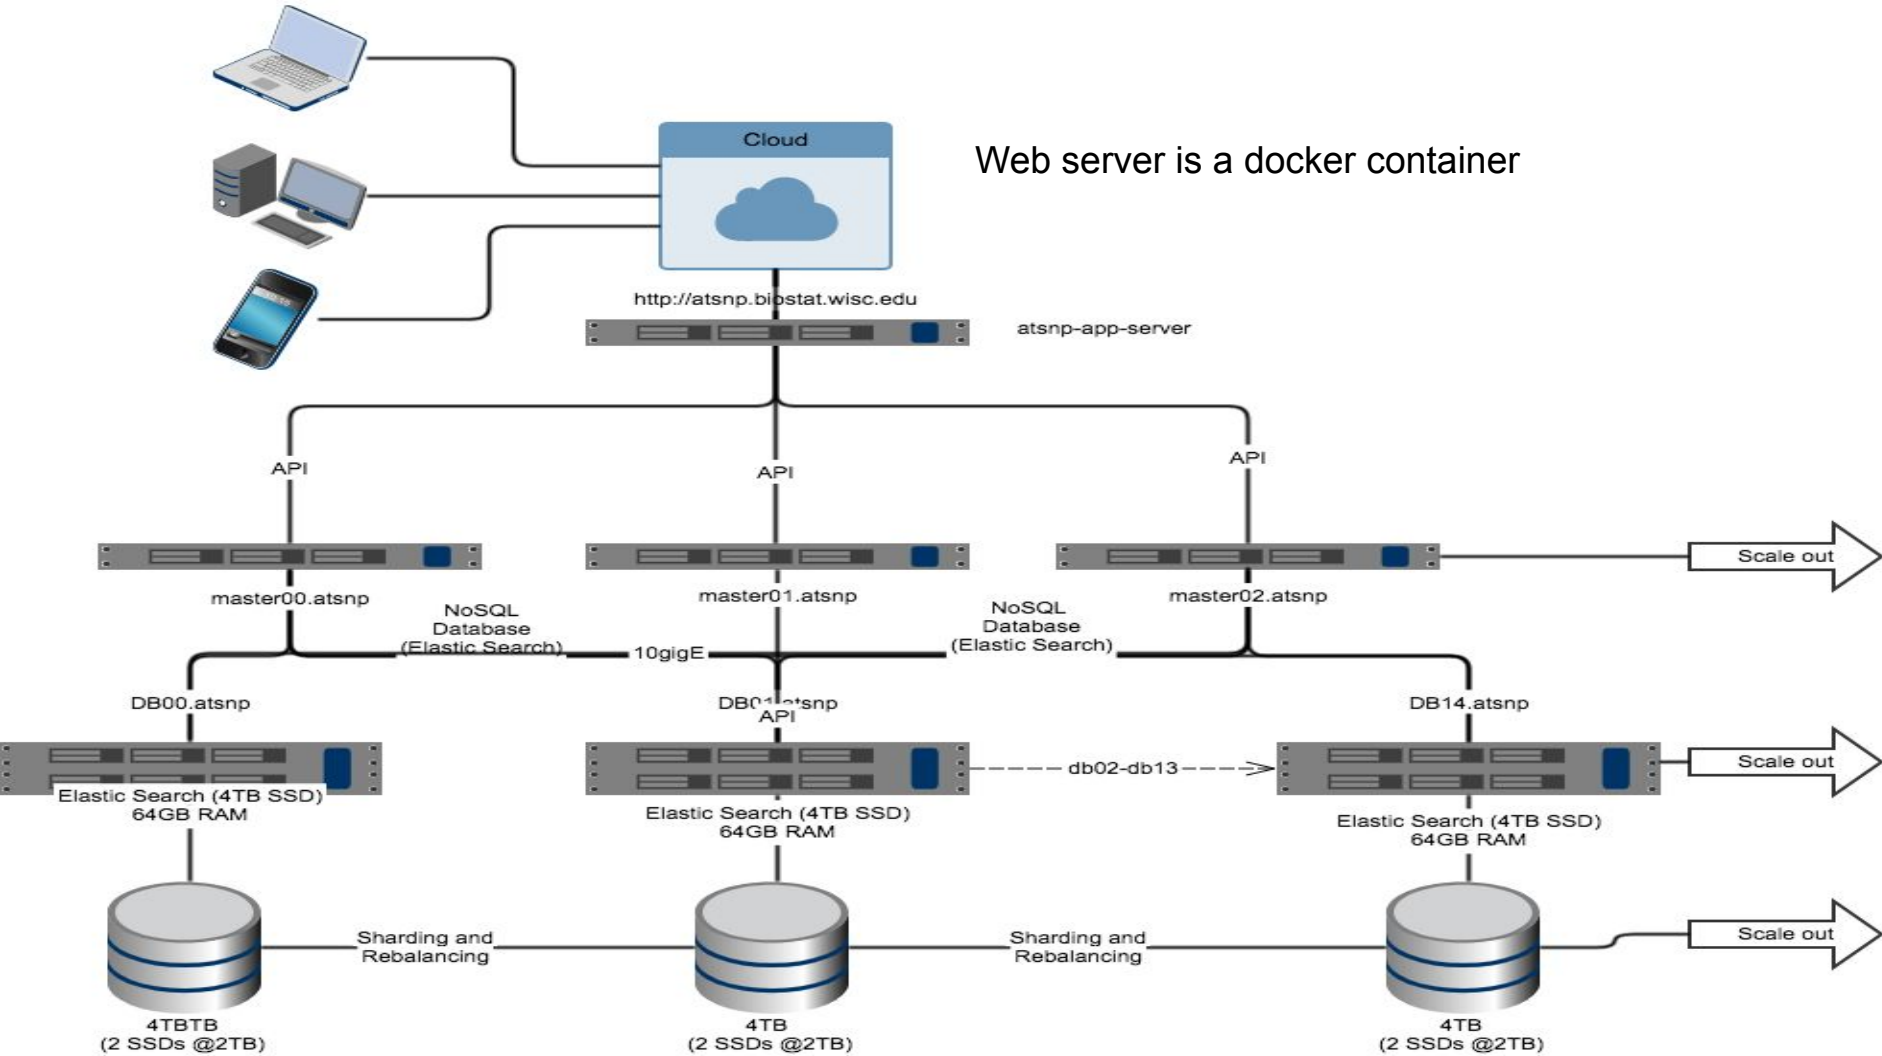 Cloud
Web server is a docker container
http://atsnp.biostat.wisc.edu
atsnp-app-server
API
API
API
Scale out
master00.atsnp
master01.atsnp
master02.atsnp
NoSQL
Database
(Elastic Search)
10gigE
NoSQL
Database
(Elastic Search)
DB00.atsnp
DB01.atsnp
API
DB14.atsnp
db02-db13
Scale out
Elastic Search (4TB SSD)
64GB RAM
Elastic Search (4TB SSD)
64GB RAM
Elastic Search (4TB SSD)
64GB RAM
Sharding and
Rebalancing
Sharding and
Rebalancing
Scale out
4TBTB
(2 SSDs @2TB)
4TB
(2 SSDs @2TB)
4TB
(2 SSDs @2TB)